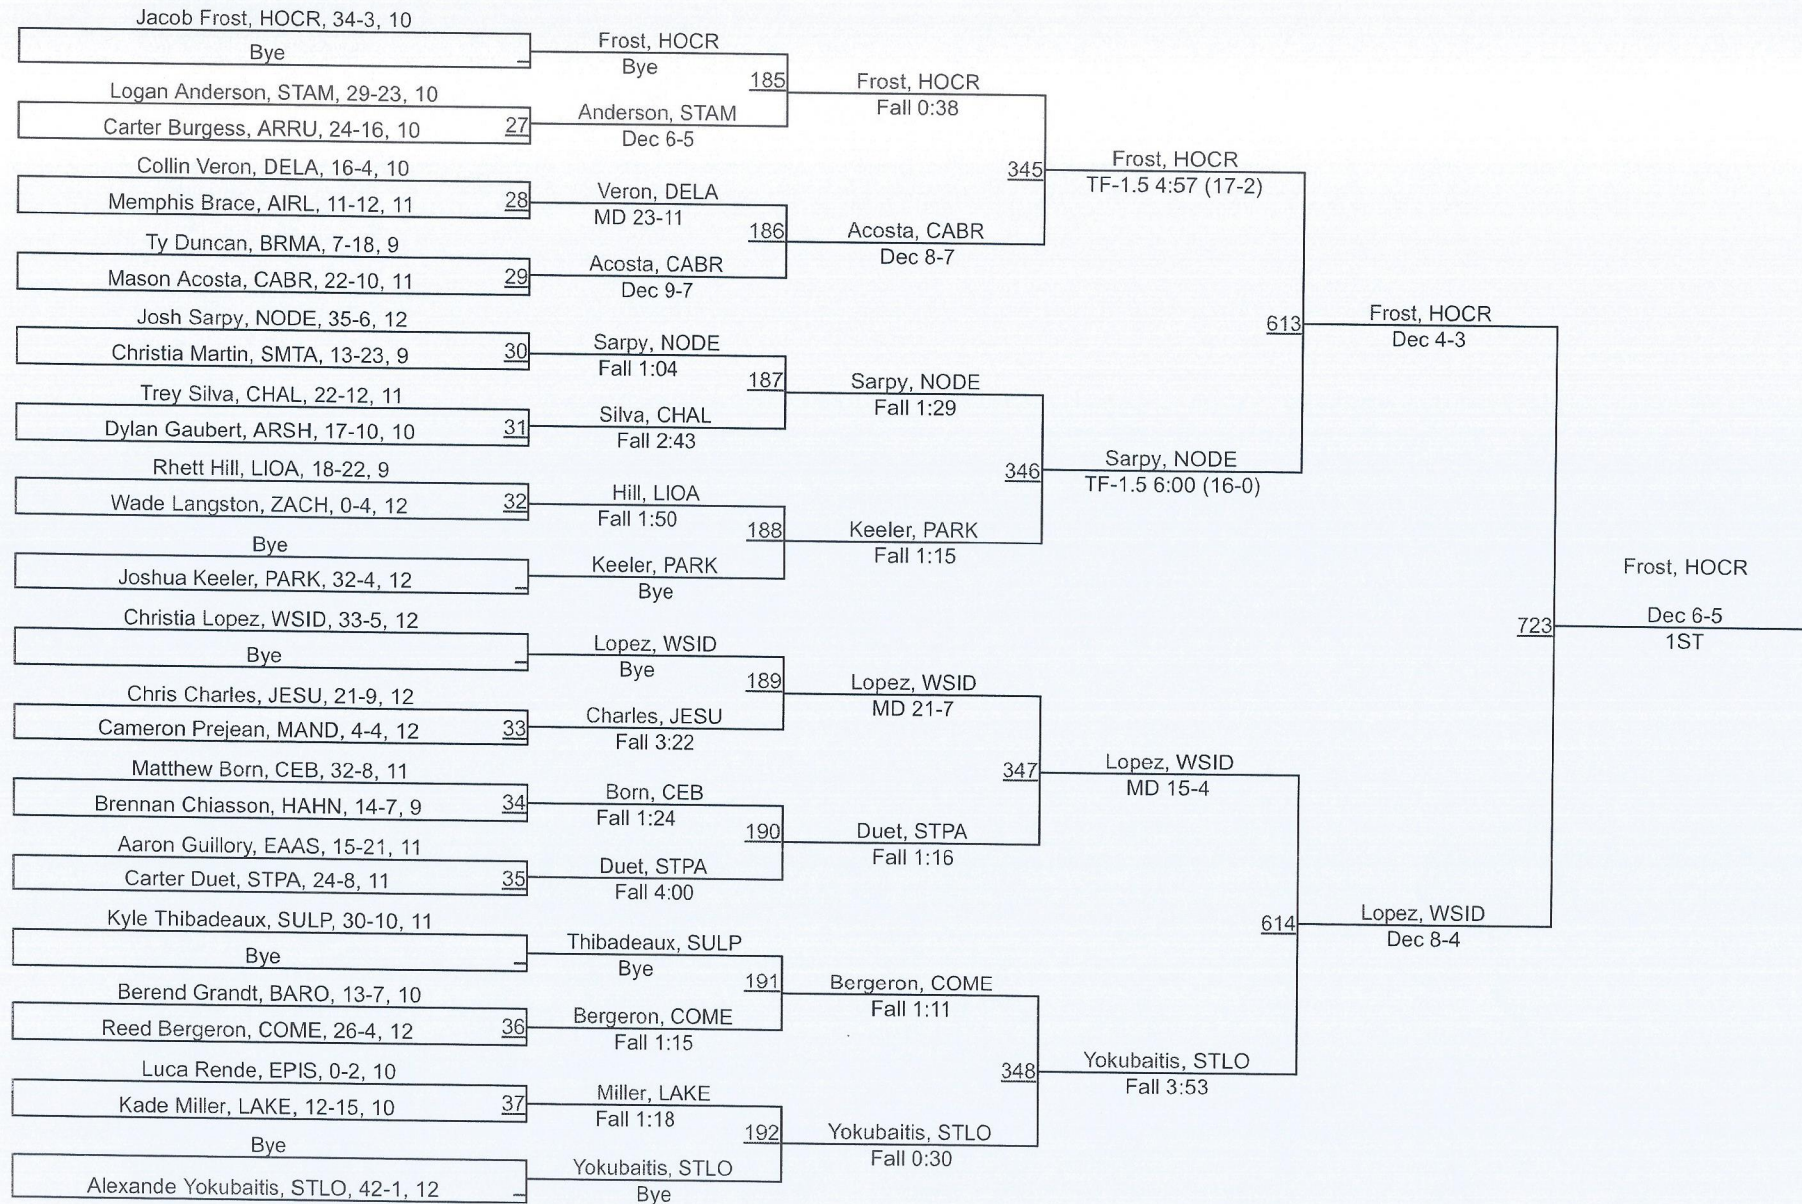 Jacob Frost, HOCR, 34-3, 10
Bye
Logan Anderson, STAM, 29-23, 10
Carter Burgess, ARRU, 24-16, 10
27
Collin Veron, DELA, 16-4, 10
Memphis Brace, AIRL, 11-12, 11
28
Ty Duncan, BRMA, 7-18, 9
Mason Acosta, CABR, 22-10, 11
29
Josh Sarpy, NODE, 35-6, 12
Christia Martin, SMTA, 13-23, 9
30
Trey Silva, CHAL, 22-12, 11
Dylan Gaubert, ARSH, 17-10, 10
31
Rhett Hill, LIOA, 18-22, 9
Wade Langston, ZACH, 0-4, 12
32
Bye
Joshua Keeler, PARK, 32-4, 12
Christia Lopez, WSID, 33-5, 12
Bye
Chris Charles, JESU, 21-9, 12
Cameron Prejean, MAND, 4-4, 12
33
Matthew Born, CEB, 32-8, 11
Brennan Chiasson, HAHN, 14-7, 9
34
Aaron Guillory, EAAS, 15-21, 11
Carter Duet, STPA, 24-8, 11
35
Kyle Thibadeaux, SULP, 30-10, 11
Bye
Berend Grandt, BARO, 13-7, 10
Reed Bergeron, COME, 26-4, 12
36
Luca Rende, EPIS, 0-2, 10
Kade Miller, LAKE, 12-15, 10
37
Bye
Alexande Yokubaitis, STLO, 42-1, 12
Frost, HOCR
Bye
185
Anderson, STAM
Dec 6-5
Veron, DELA
MD 23-11
186
Acosta, CABR
Dec 9-7
Sarpy, NODE
Fall 1:04
187
Silva, CHAL
Fall 2:43
Hill, LIOA
Fall 1:50
188
Keeler, PARK
Bye
Lopez, WSID
Bye
189
Charles, JESU
Fall 3:22
Born, CEB
Fall 1:24
190
Duet, STPA
Fall 4:00
Thibadeaux, SULP
Bye
191
Bergeron, COME
Fall 1:15
Miller, LAKE
Fall 1:18
192
Yokubaitis, STLO
Bye
Frost, HOCR
Fall 0:38
345
Acosta, CABR
Dec 8-7
Sarpy, NODE
Fall 1:29
346
Keeler, PARK
Fall 1:15
Lopez, WSID
MD 21-7
347
Duet, STPA
Fall 1:16
Bergeron, COME
Fall 1:11
348
Yokubaitis, STLO
Fall 0:30
Frost, HOCR
TF-1.5 4:57 (17-2)
613
Sarpy, NODE
TF-1.5 6:00 (16-0)
Lopez, WSID
MD 15-4
614
Yokubaitis, STLO
Fall 3:53
Frost, HOCR
Dec 4-3
723
Lopez, WSID
Dec 8-4
Frost, HOCR
Dec 6-5
1ST